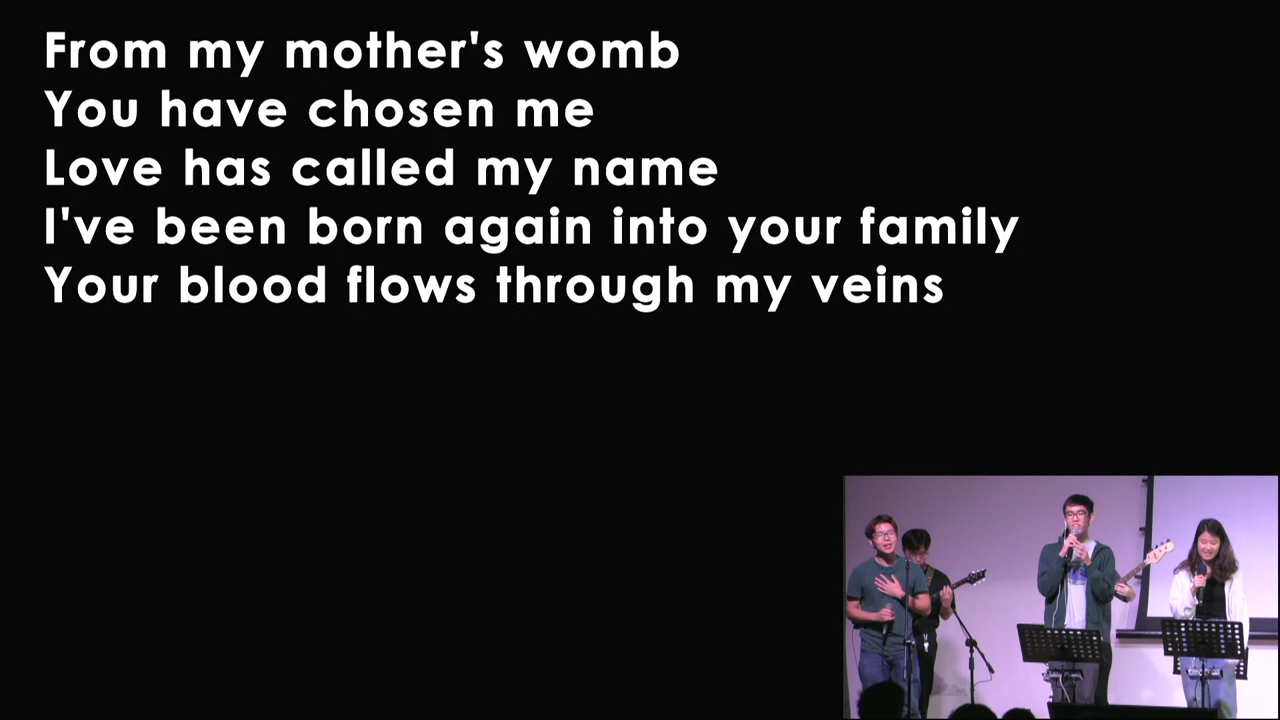 From my mother's womb
You have chosen me
Love has called my name
I've been born again into your family
Your blood flows through my veins